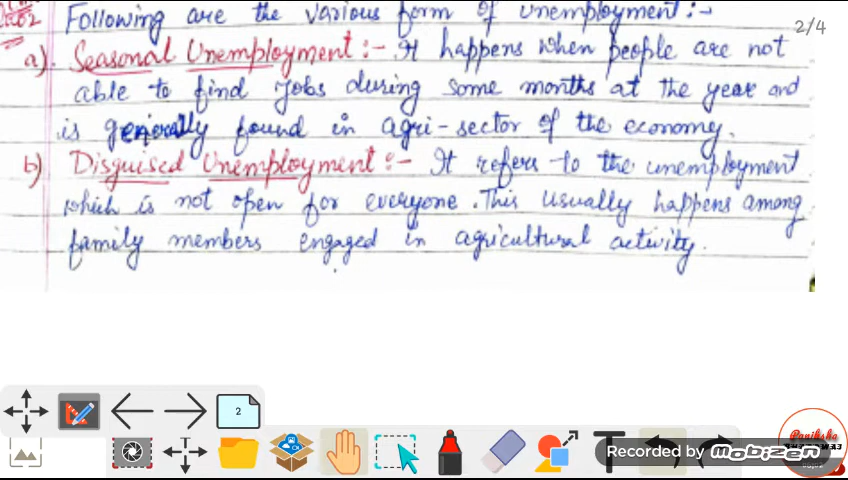 Following are the various form of unemployment:-
2/4
a). Seasonal Unemployment:- It happens when people are not
able to find jobs during some months at the year and
is generally found in agri-sector of the economy.
b) Disguised Unemployment:- It refers to the unemployment
which is not open for everyone. This usually happens among
family members engaged in agricultural activity.
2
Recorded by mobizen